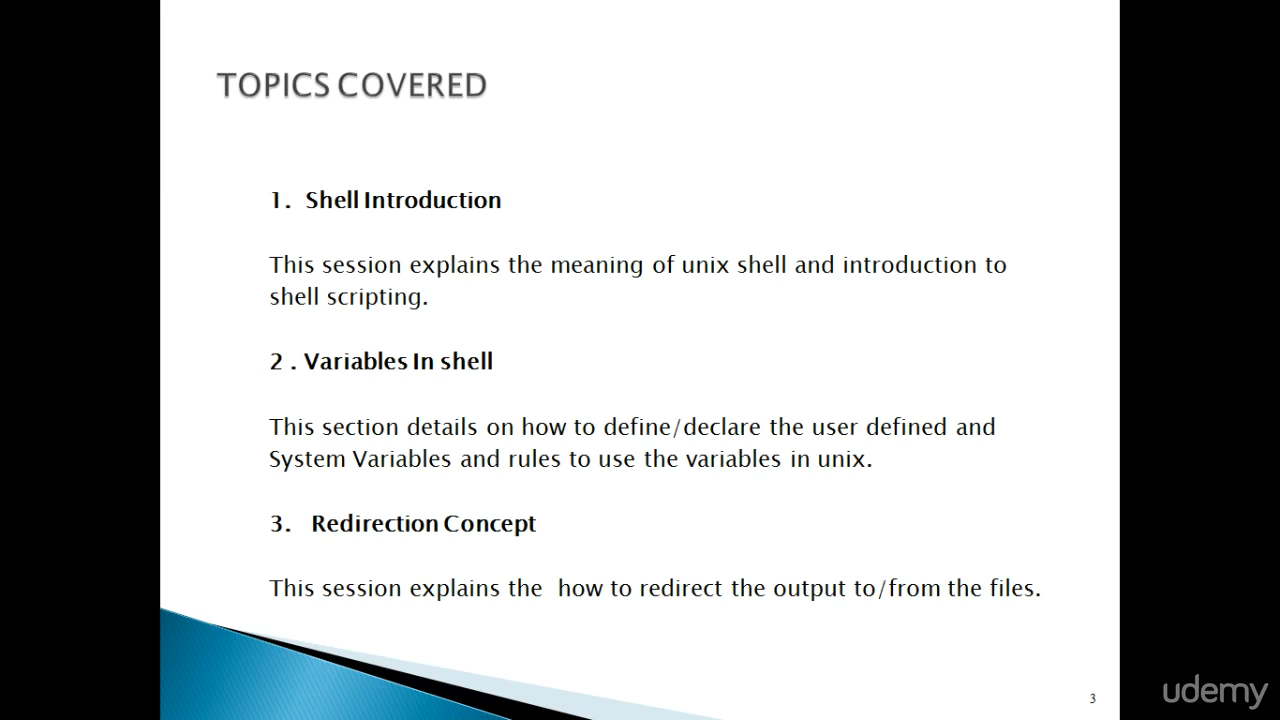 TOPICS COVERED
1. Shell Introduction
This session explains the meaning of unix shell and introduction to
shell scripting.
2 . Variables In shell
This section details on how to define/declare the user defined and
System Variables and rules to use the variables in unix.
3. Redirection Concept
This session explains the how to redirect the output to/from the files.
3
udemy